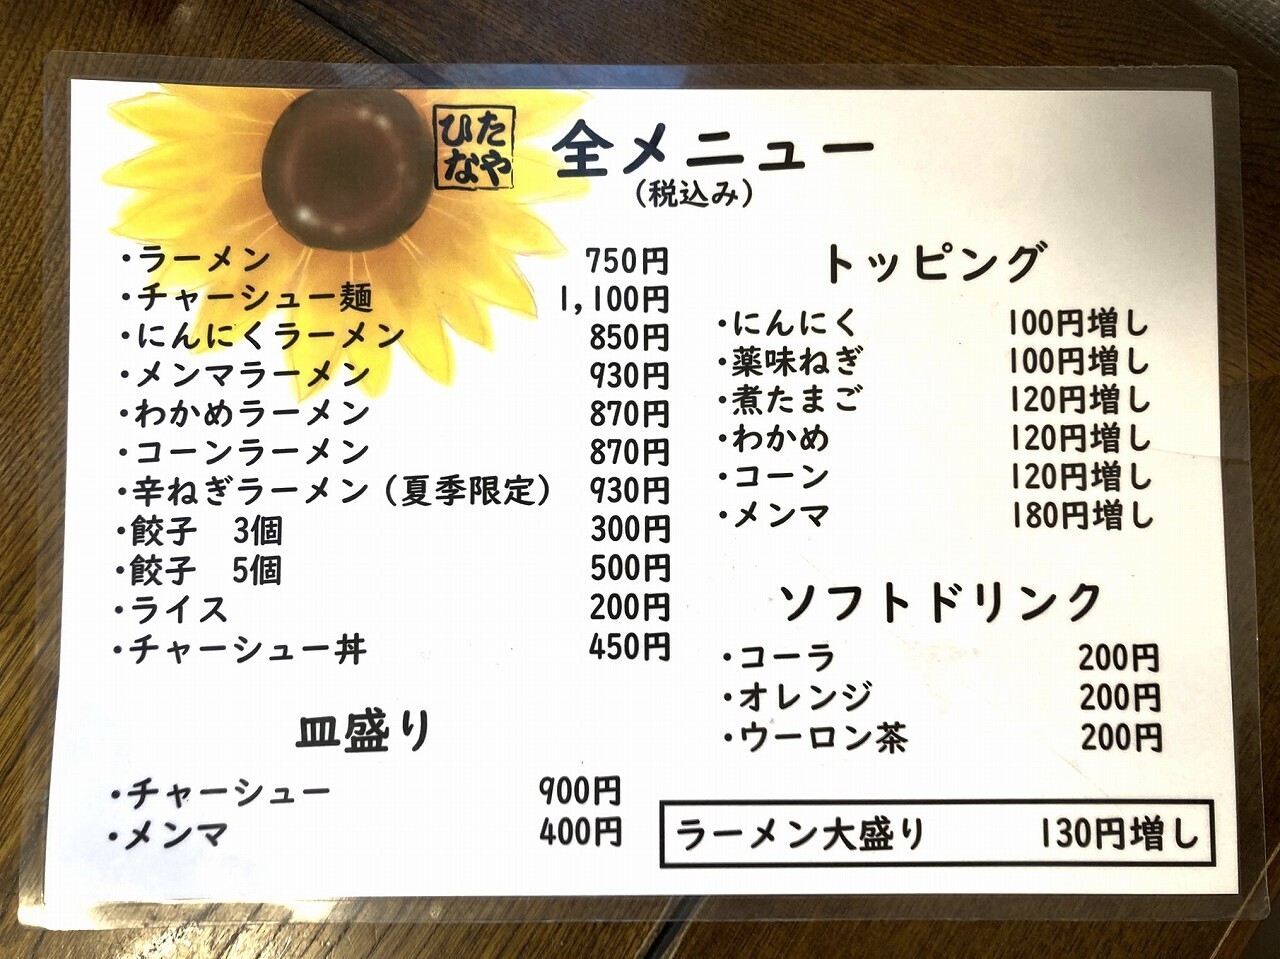 ひた
なや
全メニュー
(税込み)
・ラーメン 750円
・チャーシュー麺 1,100円
・にんにくラーメン 850円
・メンマラーメン 930円
・わかめラーメン 870円
・コーンラーメン 870円
・辛ねぎラーメン(夏季限定) 930円
・餃子 3個 300円
・餃子 5個 500円
・ライス 200円
・チャーシュー丼 450円
皿盛り
・チャーシュー 900円
・メンマ 400円
トッピング
・にんにく 100円増し
・薬味ねぎ 100円増し
・煮たまご 120円増し
・わかめ 120円増し
・コーン 120円増し
・メンマ 180円増し
ソフトドリンク
・コーラ 200円
・オレンジ 200円
・ウーロン茶 200円
ラーメン大盛り 130円増し